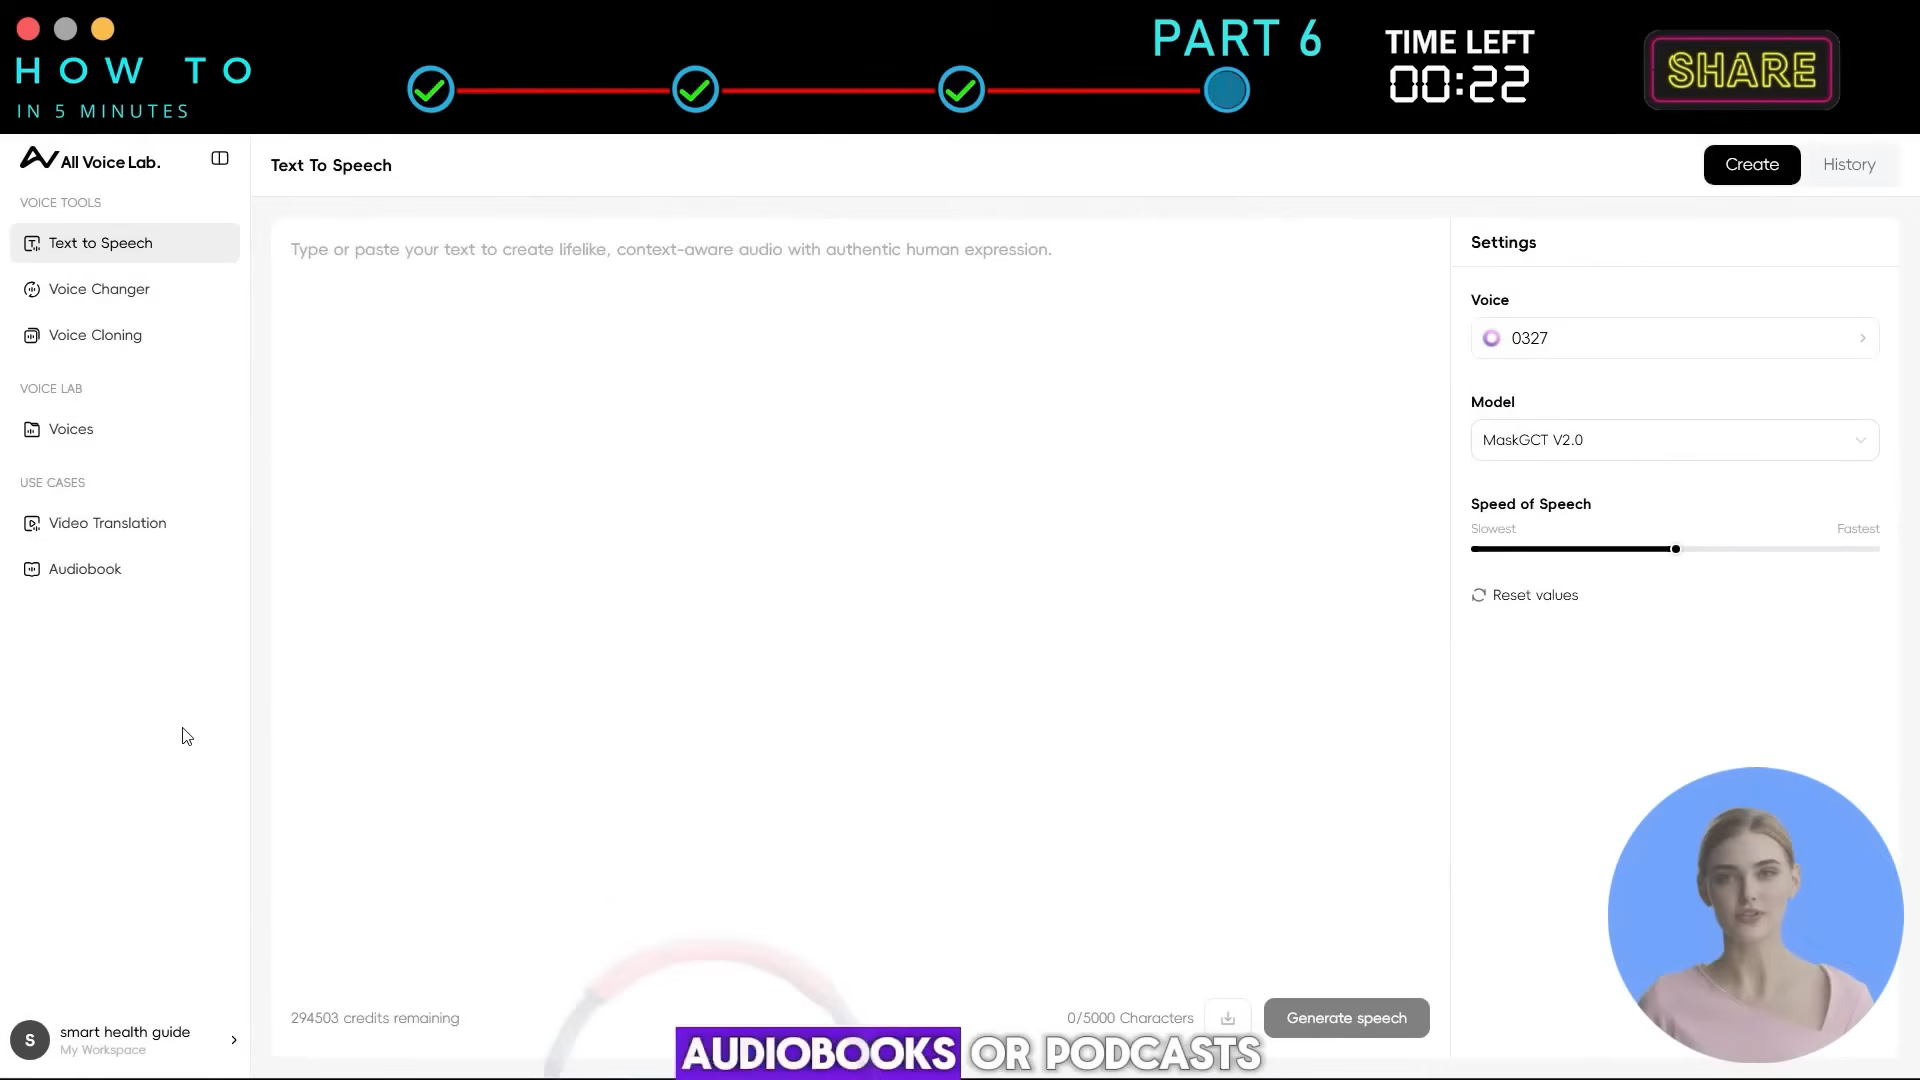 HOW TO
IN 5 MINUTES
PART 6
TIME LEFT
00:22
SHARE
All Voice Lab.
Text To Speech
Create
History
VOICE TOOLS
Text to Speech
Voice Changer
Voice Cloning
VOICE LAB
Voices
USE CASES
Video Translation
Audiobook
Type or paste your text to create lifelike, context-aware audio with authentic human expression.
Settings
Voice
0327
Model
MaskGCT V2.0
Speed of Speech
Slowest
Fastest
Reset values
S
smart health guide
My Workspace
294503 credits remaining
0/5000 Characters
Generate speech
AUDIOBOOKS OR PODCASTS